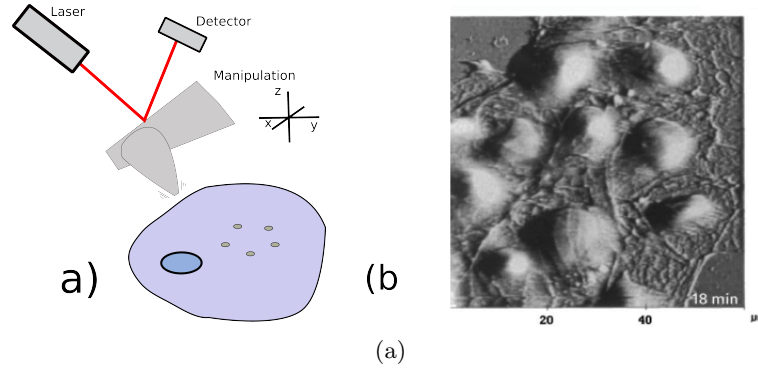 Laser
Detector
Manipulation
z
x
y
a)
(b
18 min
20
40
μ
(a)